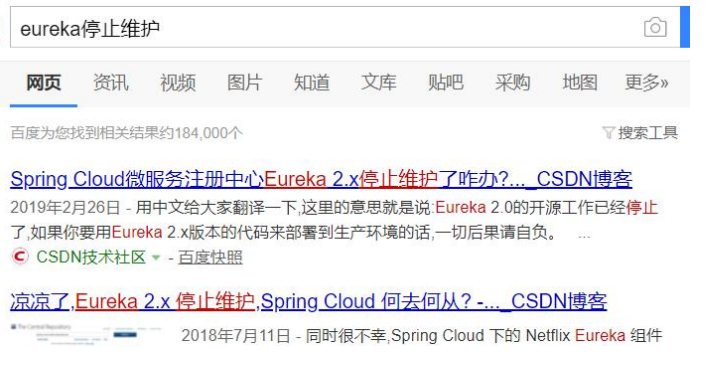 eureka停止维护
网页 资讯 视频 图片 知道 文库 贴吧 采购 地图 更多»
百度为您找到相关结果约184,000个 搜索工具
Spring Cloud微服务注册中心Eureka 2.x停止维护了咋办?..._CSDN博客
2019年2月26日 - 用中文给大家翻译一下,这里的意思就是说:Eureka 2.0的开源工作已经停止
了,如果你要用Eureka 2.x版本的代码来部署到生产环境的话,一切后果请自负。 ...
CSDN技术社区 - 百度快照
凉凉了,Eureka 2.x 停止维护,Spring Cloud 何去何从? -..._CSDN博客
The Central Repository
2018年7月11日 - 同时很不幸,Spring Cloud 下的 Netflix Eureka 组件